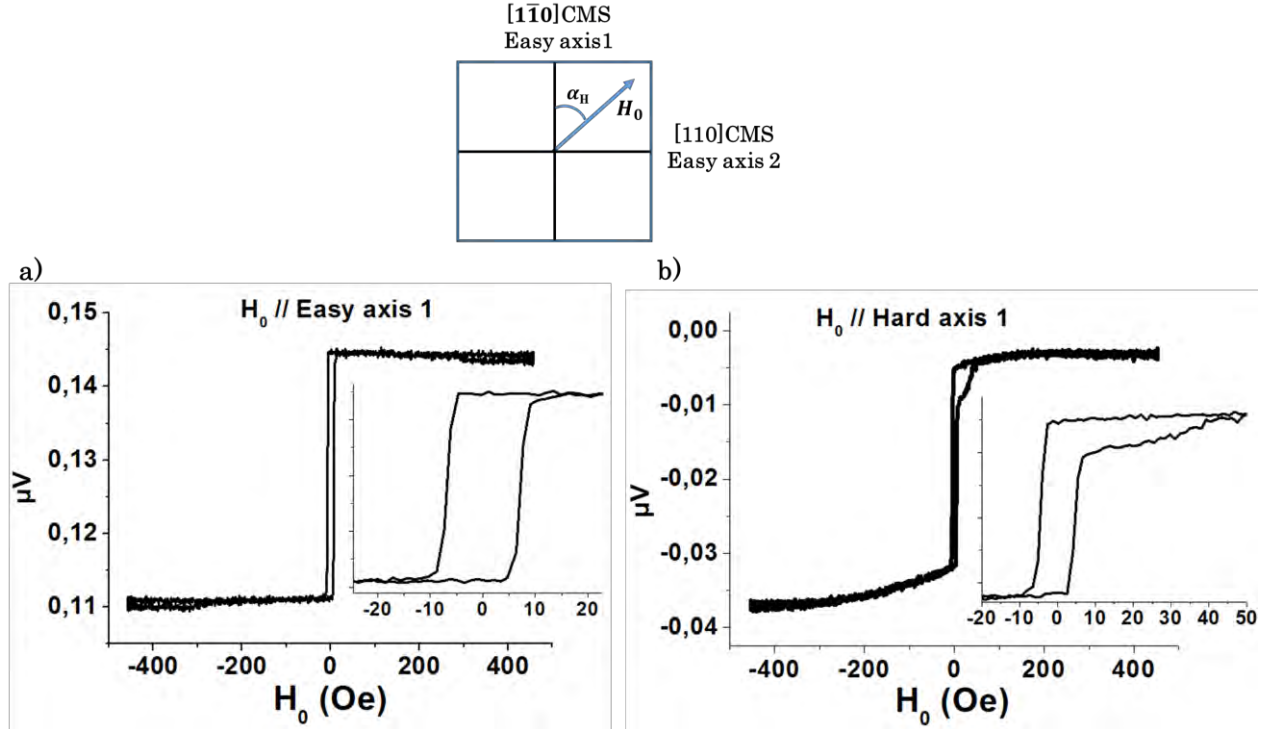 [11̄0]CMS
Easy axis1
α_H
H_0
[110]CMS
Easy axis 2
a)
H_0 // Easy axis 1
0,15
0,14
0,13
0,12
0,11
µV
-20 -10 0 10 20
-400 -200 0 200 400
H_0 (Oe)
b)
H_0 // Hard axis 1
0,00
-0,01
-0,02
-0,03
-0,04
µV
-20 -10 0 10 20 30 40 50
-400 -200 0 200 400
H_0 (Oe)